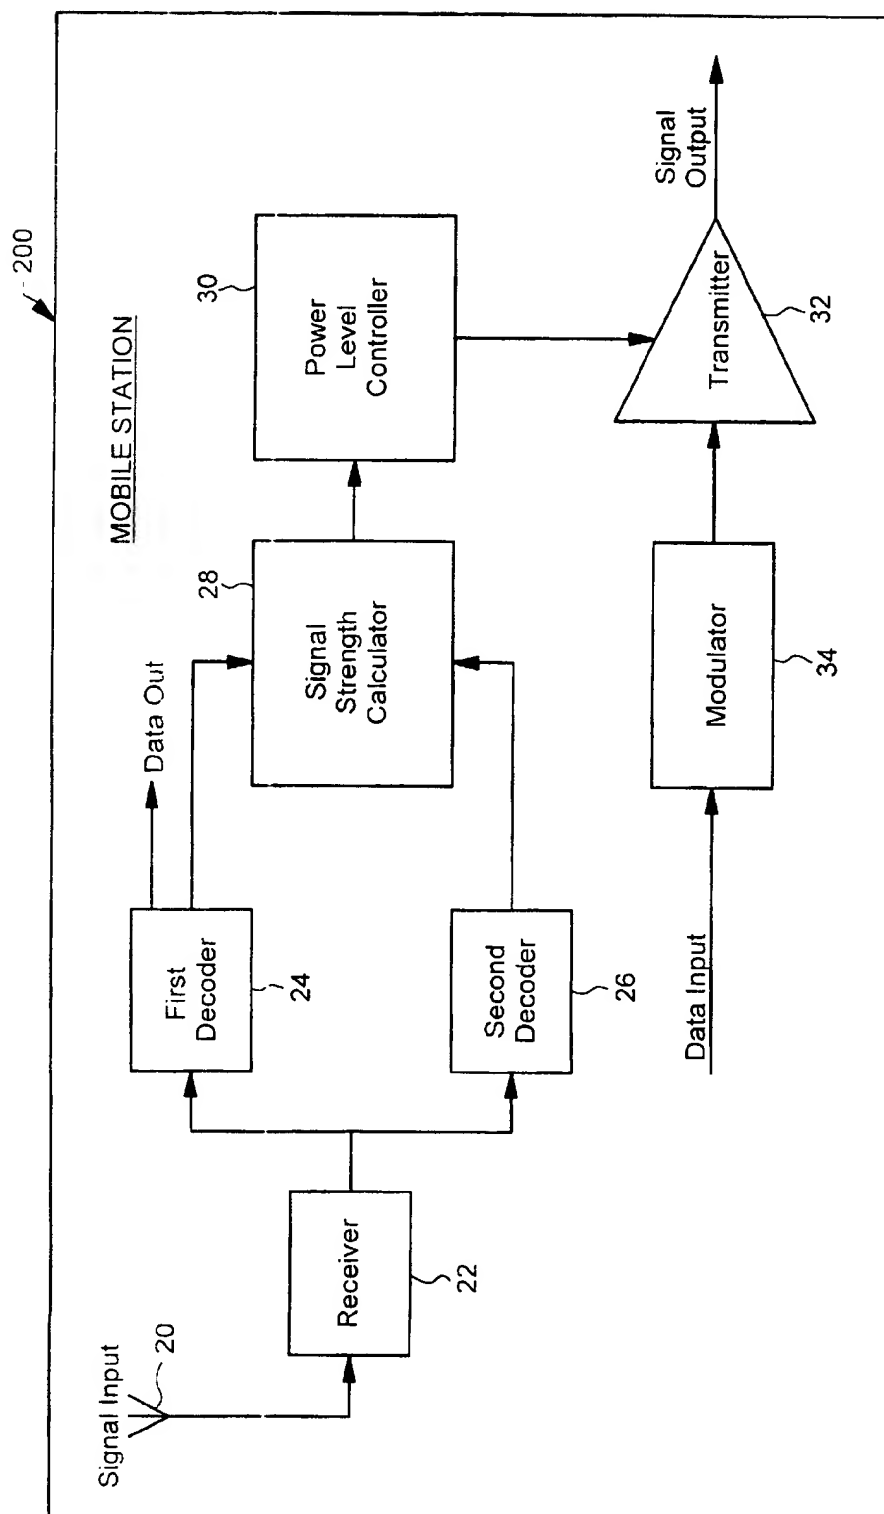 200
MOBILE STATION
Signal Input
20
Receiver
22
First
Decoder
24
Data Out
Second
Decoder
26
Signal
Strength
Calculator
28
Power
Level
Controller
30
Data Input
Modulator
34
Transmitter
32
Signal
Output